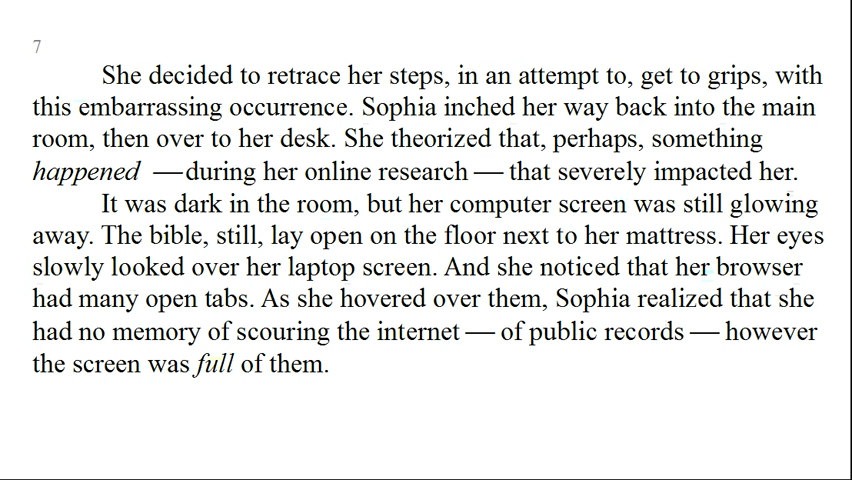 7
She decided to retrace her steps, in an attempt to, get to grips, with
this embarrassing occurrence. Sophia inched her way back into the main
room, then over to her desk. She theorized that, perhaps, something
happened — during her online research — that severely impacted her.
It was dark in the room, but her computer screen was still glowing
away. The bible, still, lay open on the floor next to her mattress. Her eyes
slowly looked over her laptop screen. And she noticed that her browser
had many open tabs. As she hovered over them, Sophia realized that she
had no memory of scouring the internet — of public records — however
the screen was full of them.